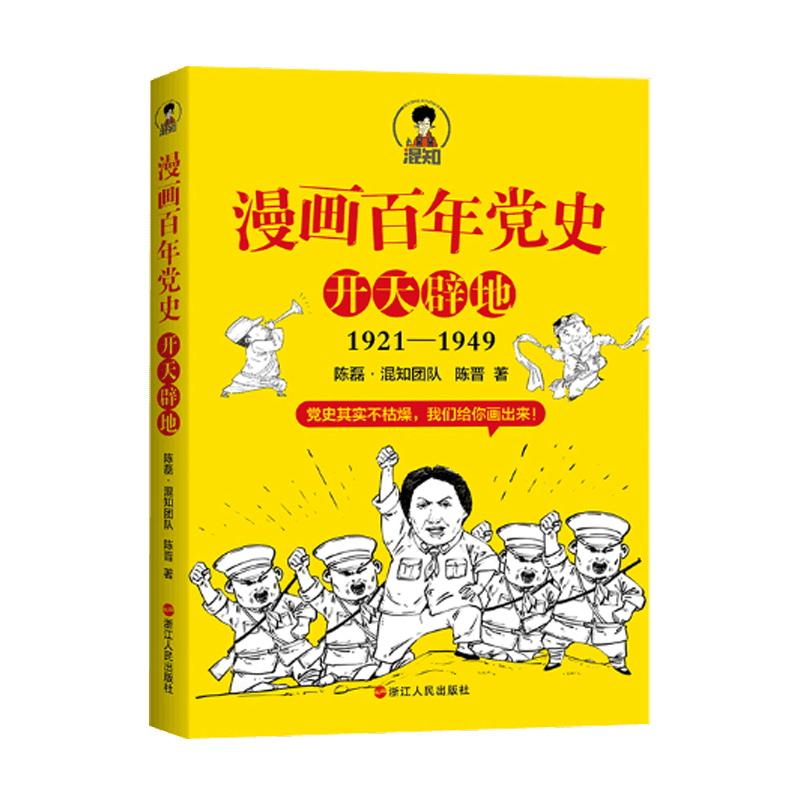 混知
漫画百年党史
开天辟地
1921—1949
陈磊·混知团队 陈晋 著
党史其实不枯燥，我们给你画出来！
浙江人民出版社
漫画百年党史
开天辟地
陈磊·混知团队 陈晋 著
浙江人民出版社